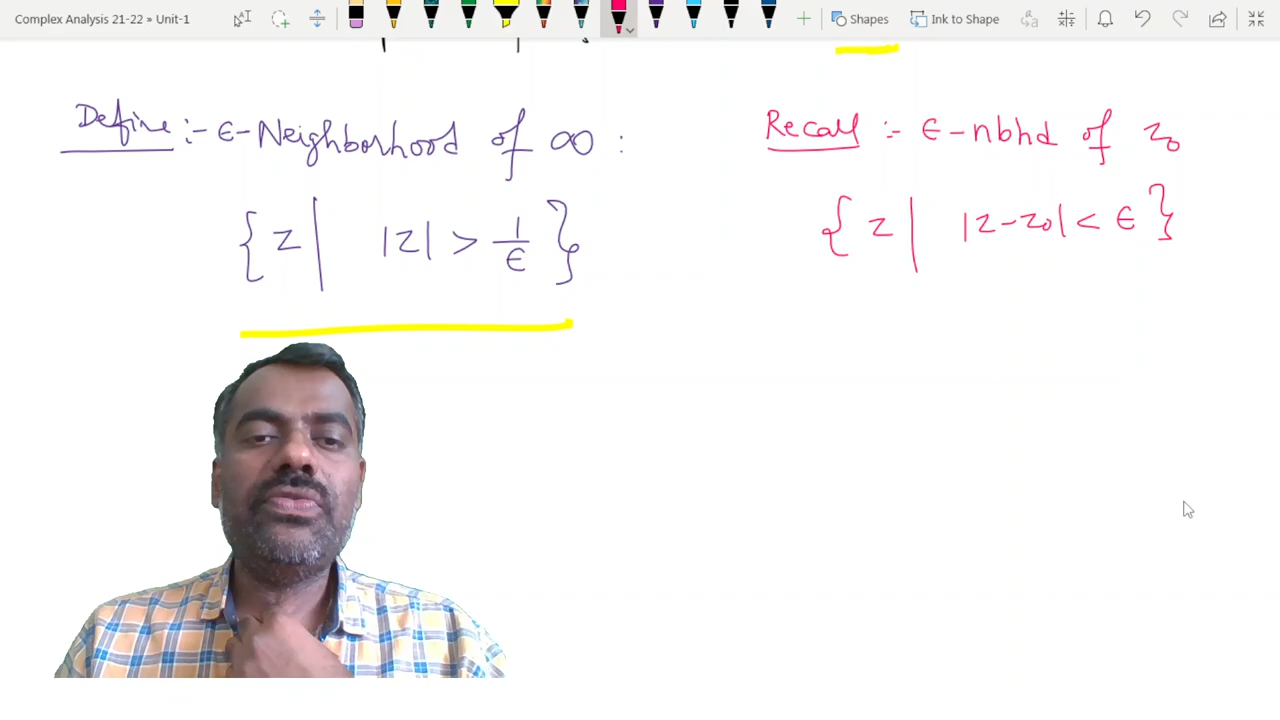 Complex Analysis 21-22 » Unit-1
Shapes
Ink to Shape
Define :- ε-Neighborhood of ∞ :
{ z | |z| > 1/ε }
Recall :- ε-nbhd of z₀
{ z | |z-z₀| < ε }